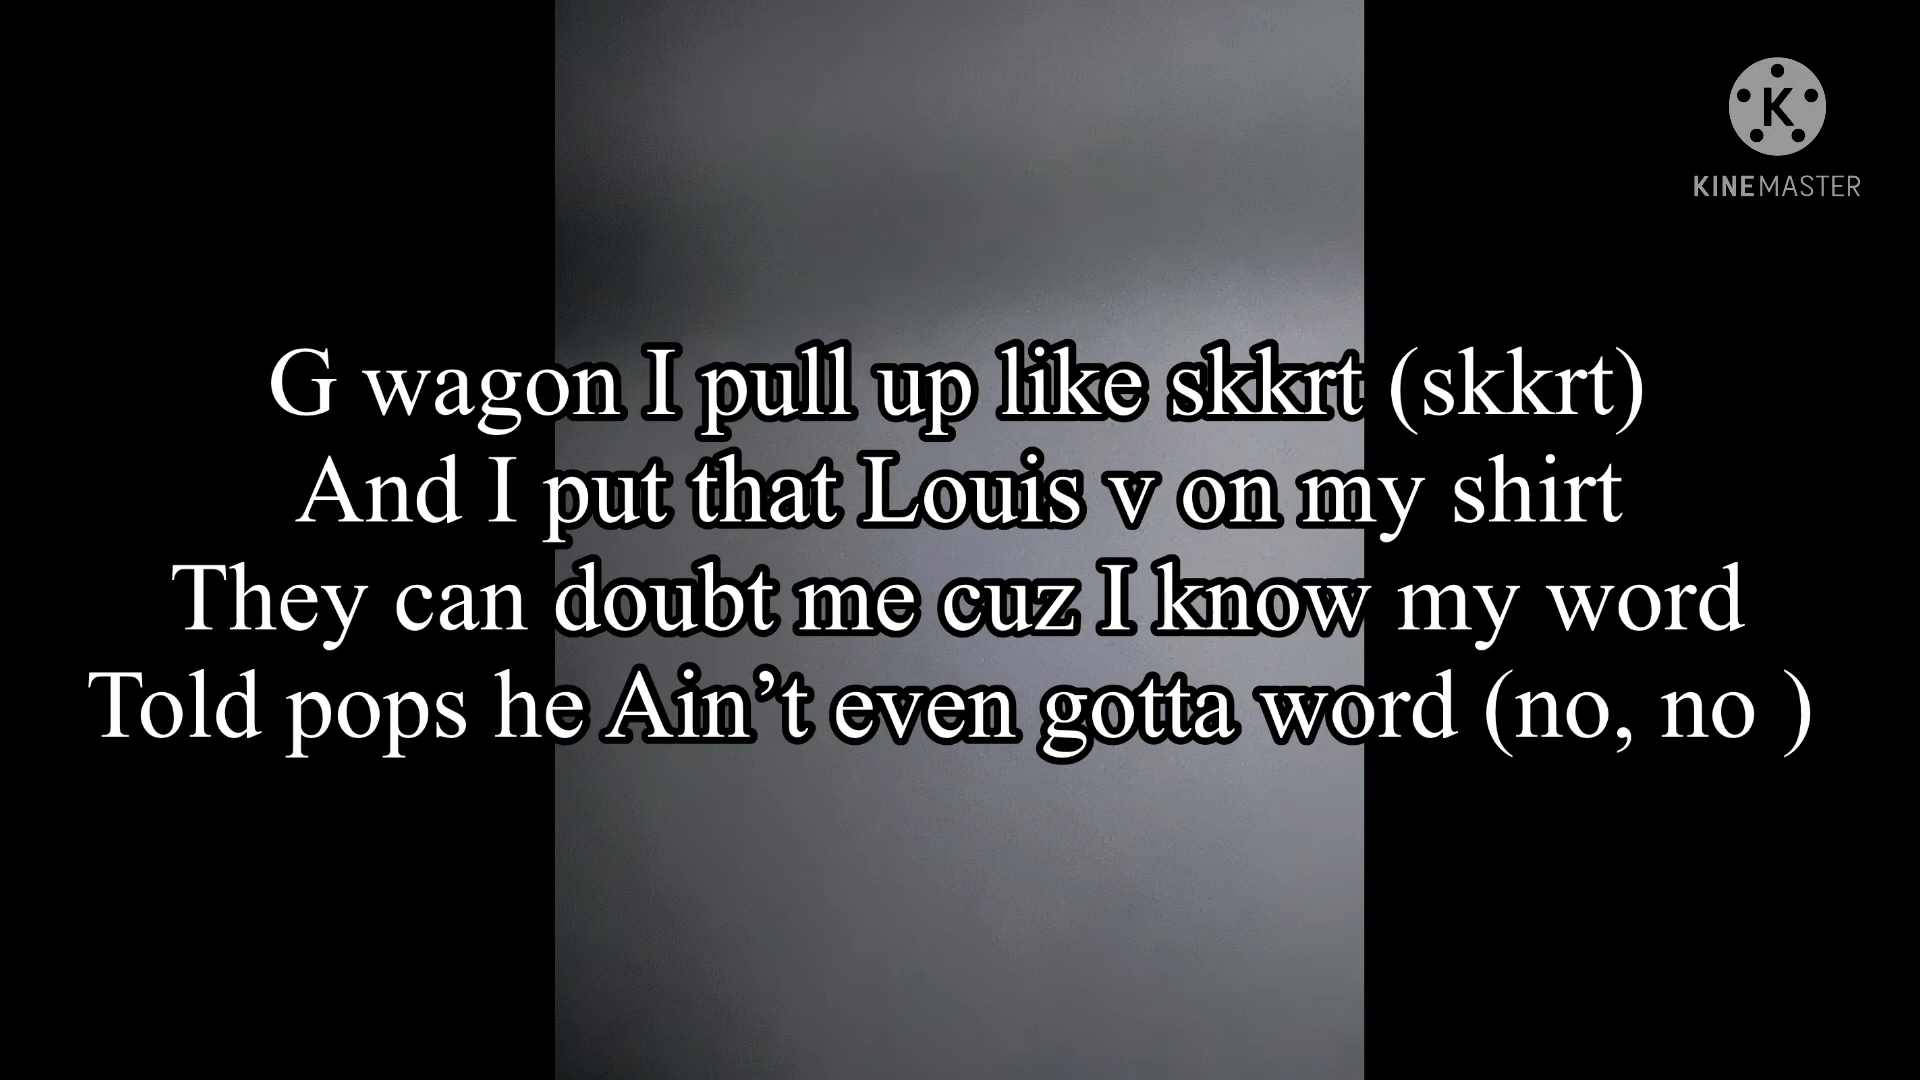 K
KINEMASTER
G wagon I pull up like skkrt (skkrt)
And I put that Louis v on my shirt
They can doubt me cuz I know my word
Told pops he Ain’t even gotta word (no, no )